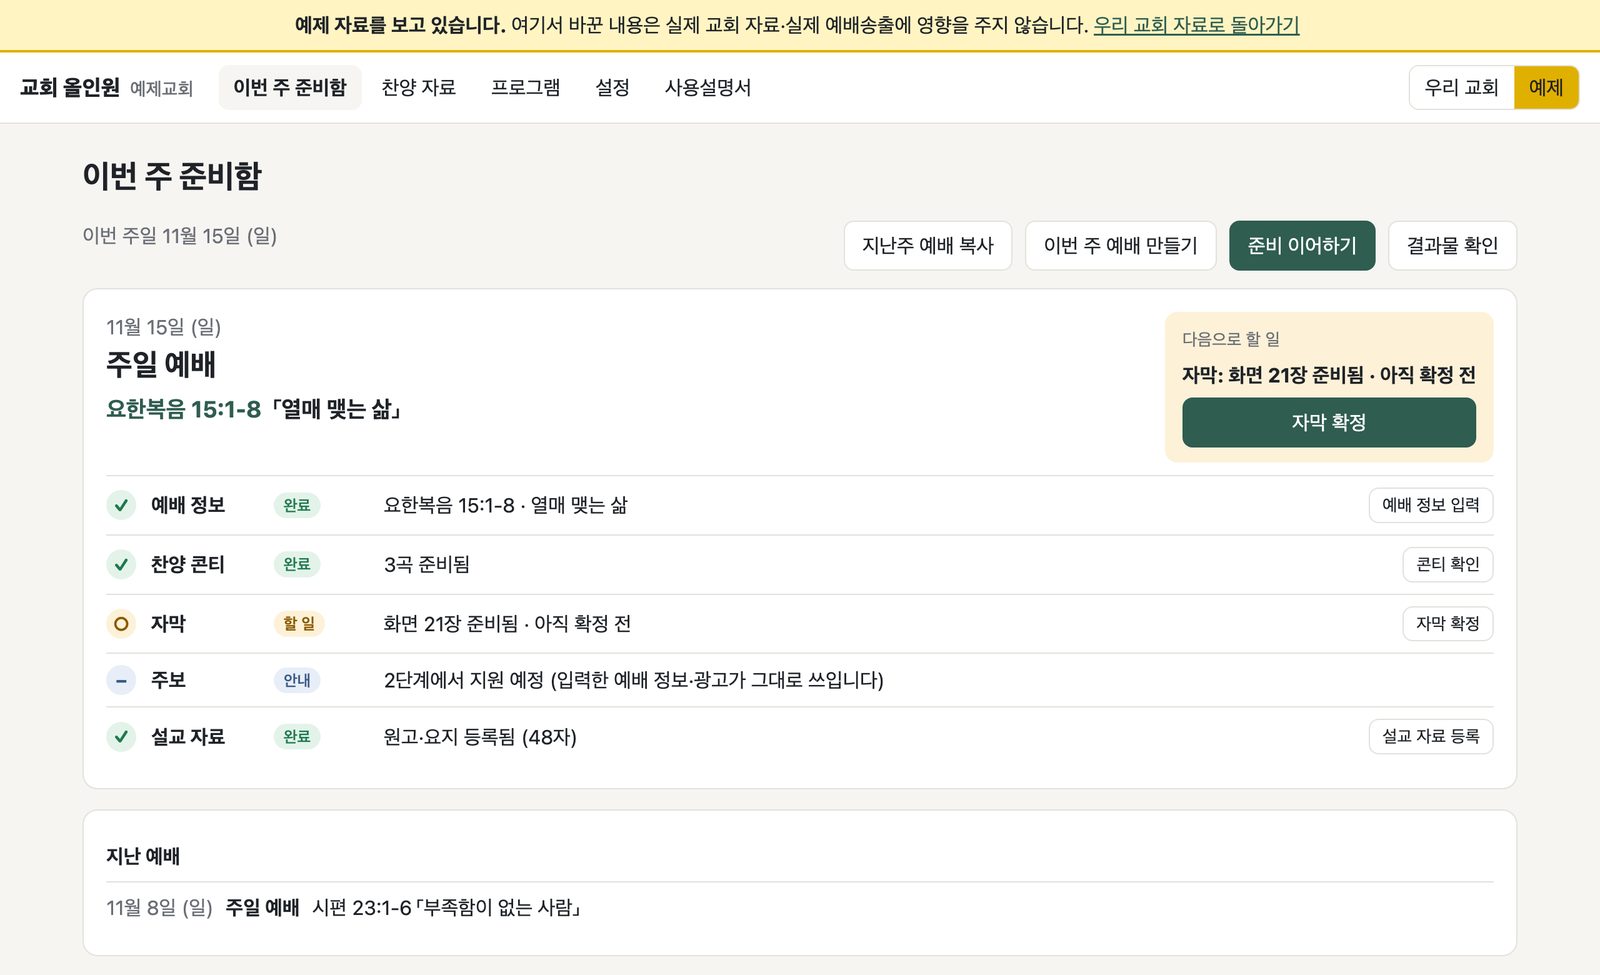 예제 자료를 보고 있습니다. 여기서 바꾼 내용은 실제 교회 자료·실제 예배송출에 영향을 주지 않습니다. 우리 교회 자료로 돌아가기
교회 올인원 예제교회 이번 주 준비함 찬양 자료 프로그램 설정 사용설명서 우리 교회 예제
이번 주 준비함
이번 주일 11월 15일 (일)
지난주 예배 복사 이번 주 예배 만들기 준비 이어하기 결과물 확인
11월 15일 (일)
주일 예배
요한복음 15:1-8 「열매 맺는 삶」
다음으로 할 일
자막: 화면 21장 준비됨 · 아직 확정 전
자막 확정
예배 정보 완료 요한복음 15:1-8 · 열매 맺는 삶 예배 정보 입력
찬양 콘티 완료 3곡 준비됨 콘티 확인
자막 할 일 화면 21장 준비됨 · 아직 확정 전 자막 확정
주보 안내 2단계에서 지원 예정 (입력한 예배 정보·광고가 그대로 쓰입니다)
설교 자료 완료 원고·요지 등록됨 (48자) 설교 자료 등록
지난 예배
11월 8일 (일) 주일 예배 시편 23:1-6 「부족함이 없는 사람」